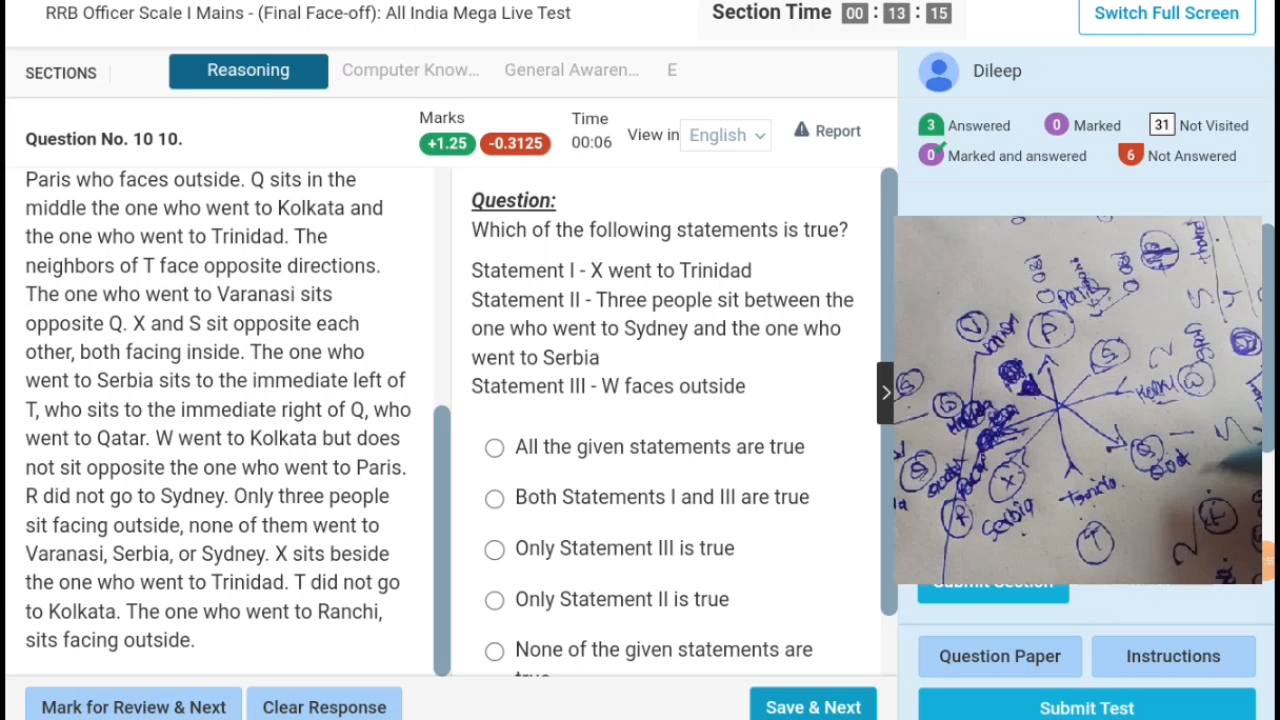 RRB Officer Scale I Mains - (Final Face-off): All India Mega Live Test
Section Time 00 : 13 : 15
Switch Full Screen
SECTIONS
Reasoning
Computer Know...
General Awaren...
E
Dileep
3 Answered
0 Marked
31 Not Visited
0 Marked and answered
6 Not Answered
Question No. 10 10.
Marks
+1.25 -0.3125
Time
00:06
View in English
Report
Paris who faces outside. Q sits in the
middle the one who went to Kolkata and
the one who went to Trinidad. The
neighbors of T face opposite directions.
The one who went to Varanasi sits
opposite Q. X and S sit opposite each
other, both facing inside. The one who
went to Serbia sits to the immediate left of
T, who sits to the immediate right of Q, who
went to Qatar. W went to Kolkata but does
not sit opposite the one who went to Paris.
R did not go to Sydney. Only three people
sit facing outside, none of them went to
Varanasi, Serbia, or Sydney. X sits beside
the one who went to Trinidad. T did not go
to Kolkata. The one who went to Ranchi,
sits facing outside.
Question:
Which of the following statements is true?
Statement I - X went to Trinidad
Statement II - Three people sit between the
one who went to Sydney and the one who
went to Serbia
Statement III - W faces outside
All the given statements are true
Both Statements I and III are true
Only Statement III is true
Only Statement II is true
None of the given statements are
Serbia
Submit Section
Question Paper
Instructions
Mark for Review & Next
Clear Response
Save & Next
Submit Test